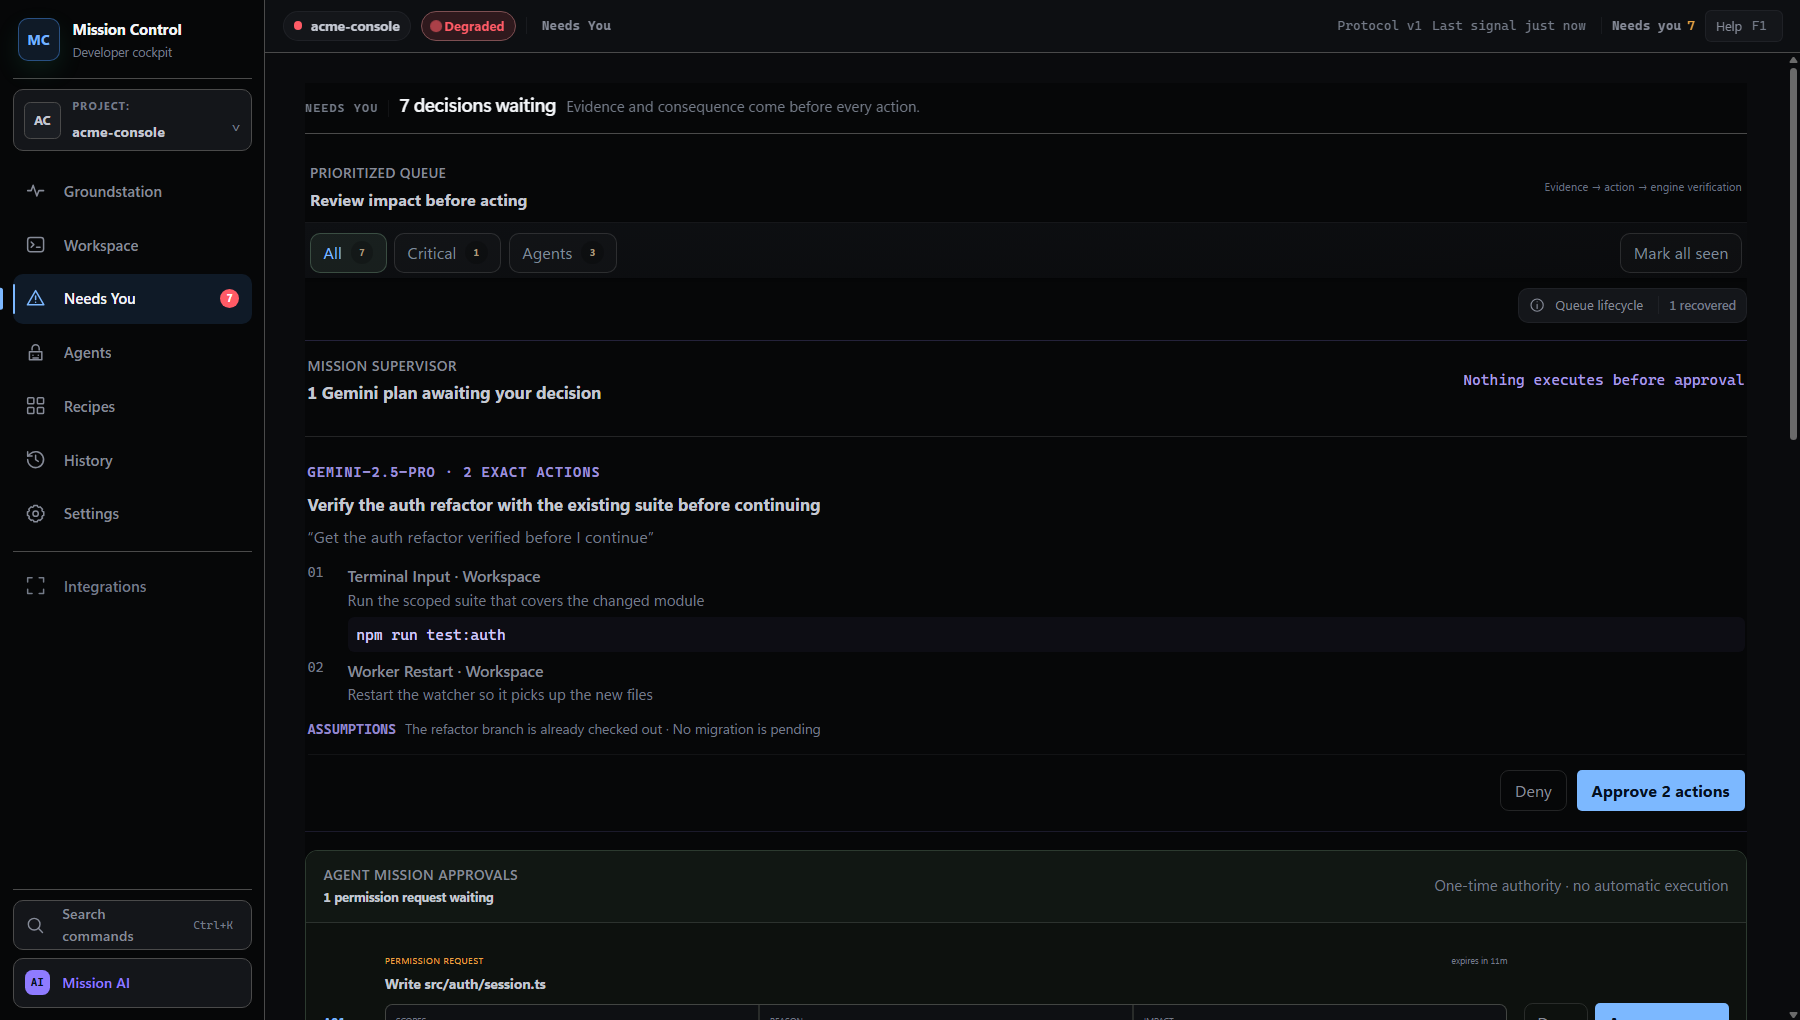 MC
Mission Control
Developer cockpit
PROJECT:
AC
acme-console
Groundstation
Workspace
Needs You 7
Agents
Recipes
History
Settings
Integrations
Search commands Ctrl+K
AI Mission AI
acme-console Degraded Needs You
Protocol v1 Last signal just now Needs you 7 Help F1
NEEDS YOU 7 decisions waiting Evidence and consequence come before every action.
PRIORITIZED QUEUE
Review impact before acting
Evidence → action → engine verification
All 7 Critical 1 Agents 3 Mark all seen
Queue lifecycle 1 recovered
MISSION SUPERVISOR
1 Gemini plan awaiting your decision
Nothing executes before approval
GEMINI-2.5-PRO · 2 EXACT ACTIONS
Verify the auth refactor with the existing suite before continuing
“Get the auth refactor verified before I continue”
01 Terminal Input · Workspace
Run the scoped suite that covers the changed module
npm run test:auth
02 Worker Restart · Workspace
Restart the watcher so it picks up the new files
ASSUMPTIONS The refactor branch is already checked out · No migration is pending
Deny Approve 2 actions
AGENT MISSION APPROVALS
1 permission request waiting
One-time authority · no automatic execution
PERMISSION REQUEST
expires in 11m
Write src/auth/session.ts